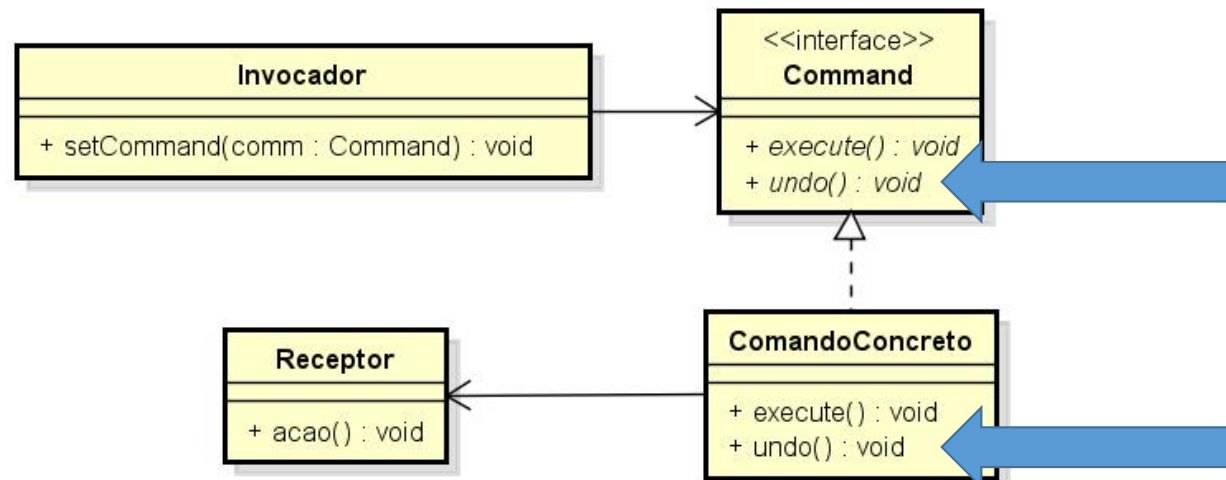 Invocador
+ setCommand(comm : Command) : void
<<interface>>
Command
+ execute() : void
+ undo() : void
Receptor
+ acao() : void
ComandoConcreto
+ execute() : void
+ undo() : void